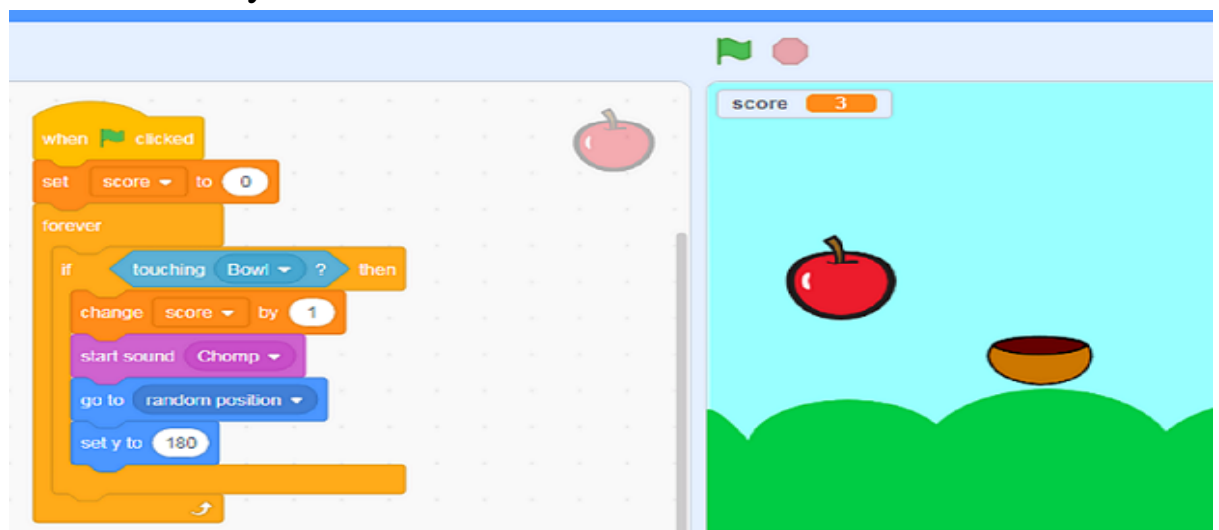 when clicked
set score to 0
forever
if touching Bowl ? then
change score by 1
start sound Chomp
go to random position
set y to 180
score 3